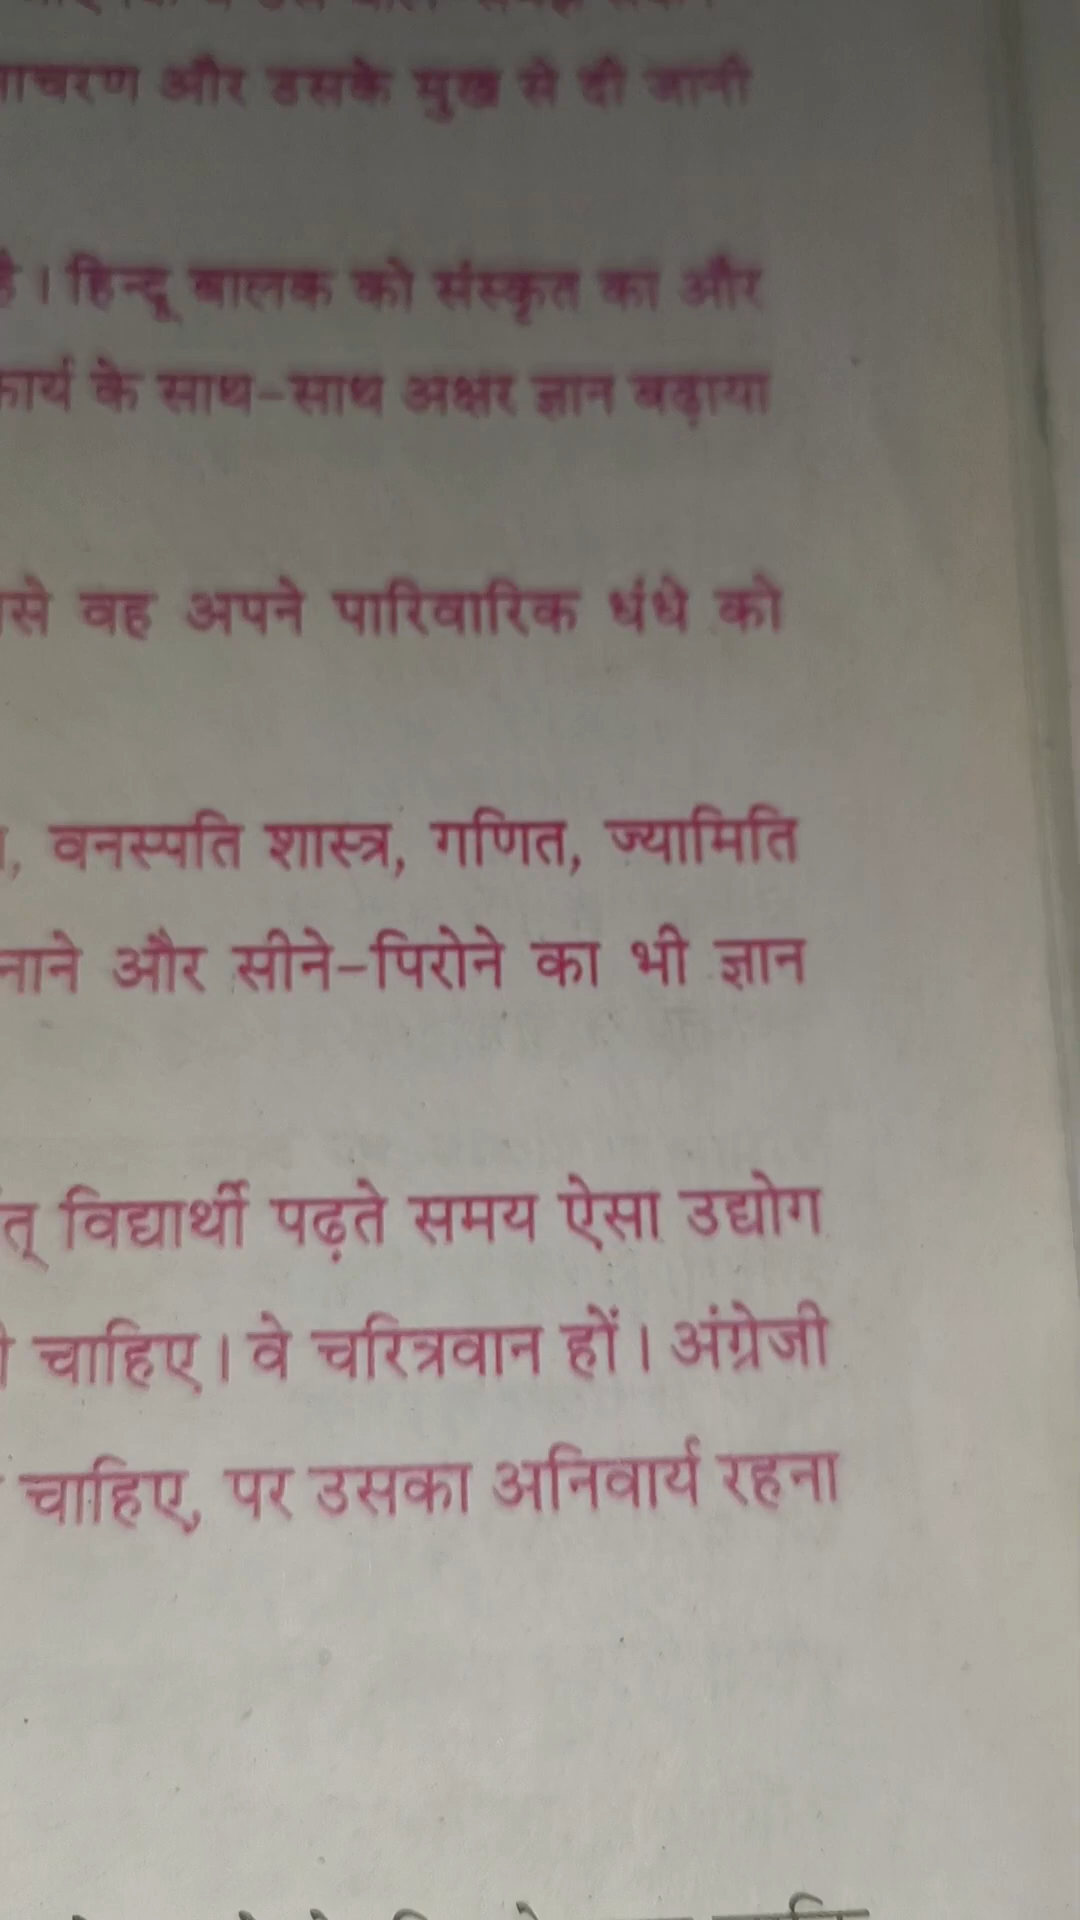 और उसके मुख से दी जानी
है। हिन्दू बालक को संस्कृत का और
कार्य के साथ-साथ अक्षर ज्ञान बढ़ाया
वह अपने पारिवारिक धंधे को
, वनस्पति शास्त्र, गणित, ज्यामिति
और सीने-पिरोने का भी ज्ञान
विद्यार्थी पढ़ते समय ऐसा उद्योग
चाहिए। वे चरित्रवान हों। अंग्रेजी
चाहिए, पर उसका अनिवार्य रहना